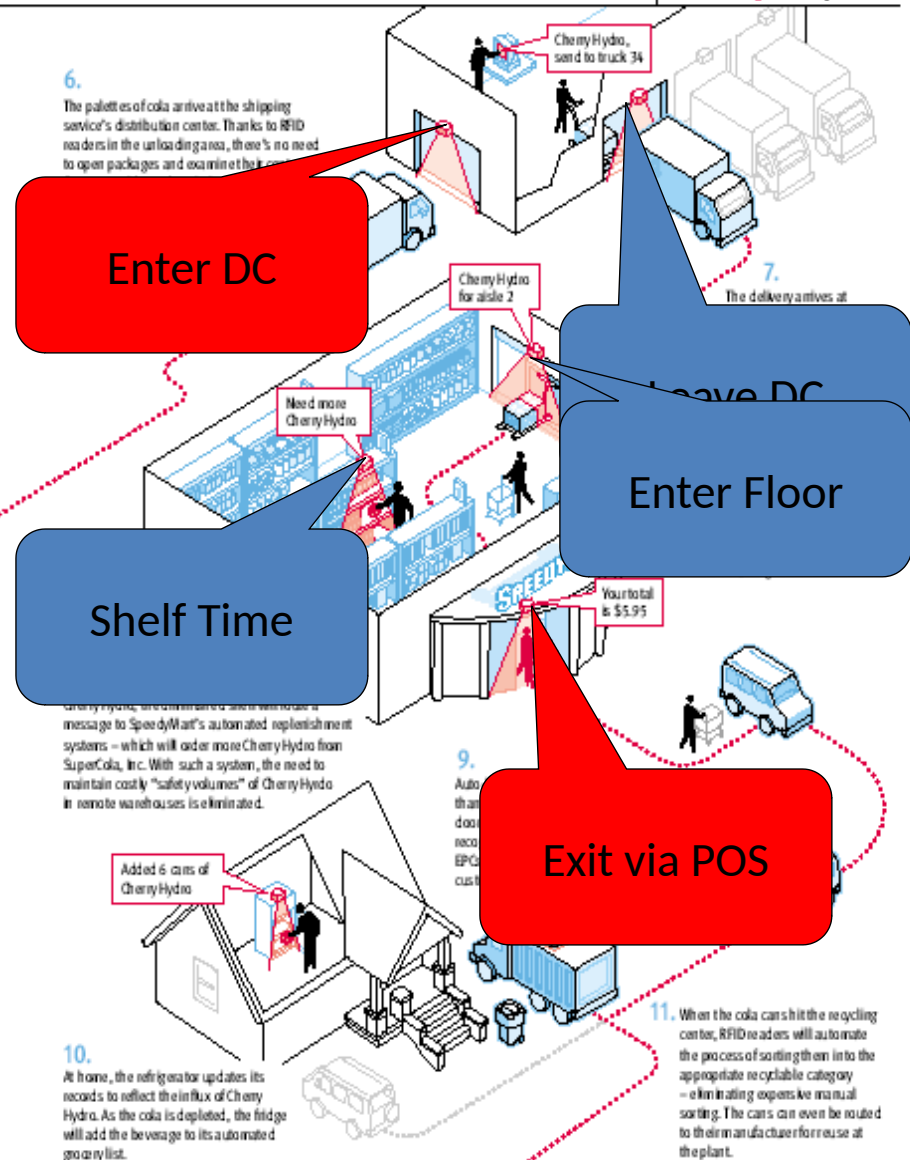 Cherry Hydro,
send to truck 34
6.
The palettes of cola arrive at the shipping
service's distribution center. Thanks to RFID
readers in the unloading area, there's no need
to open packages and examine their
Enter DC
Cherry Hydro
for aisle 2
7.
The delivery arrives at
Leave DC
Need more
Cherry Hydro
Enter Floor
Shelf Time
SPEEDY
Your total
is $5.95
message to SpeedyMart's automated replenishment
systems – which will order more Cherry Hydro from
SuperCola, Inc. With such a system, the need to
maintain costly "safety volumes" of Cherry Hyrdo
in remote warehouses is eliminated.
9.
Exit via POS
Added 6 cans of
Cherry Hydro
10.
At home, the refrigerator updates its
records to reflect the influx of Cherry
Hydro. As the cola is depleted, the fridge
will add the beverage to its automated
grocery list.
11. When the cola cans hit the recycling
center, RFID readers will automate
the process of sorting them into the
appropriate recyclable category
– eliminating expensive manual
sorting. The cans can even be routed
to their manufacturer for reuse at
the plant.